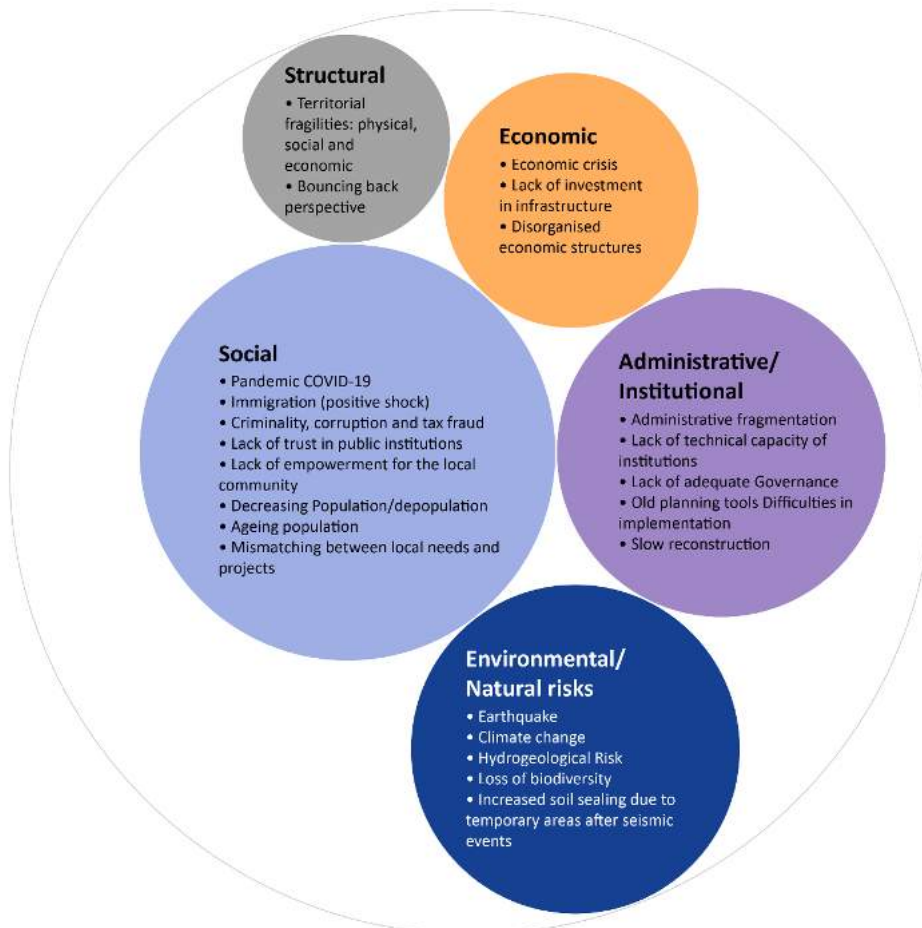 Structural
• Territorial
fragilities: physical,
social and
economic
• Bouncing back
perspective
Economic
• Economic crisis
• Lack of investment
in infrastructure
• Disorganised
economic structures
Social
• Pandemic COVID-19
• Immigration (positive shock)
• Criminality, corruption and tax fraud
• Lack of trust in public institutions
• Lack of empowerment for the local
community
• Decreasing Population/depopulation
• Ageing population
• Mismatching between local needs and
projects
Administrative/
Institutional
• Administrative fragmentation
• Lack of technical capacity of
institutions
• Lack of adequate Governance
• Old planning tools Difficulties in
implementation
• Slow reconstruction
Environmental/
Natural risks
• Earthquake
• Climate change
• Hydrogeological Risk
• Loss of biodiversity
• Increased soil sealing due to
temporary areas after seismic
events